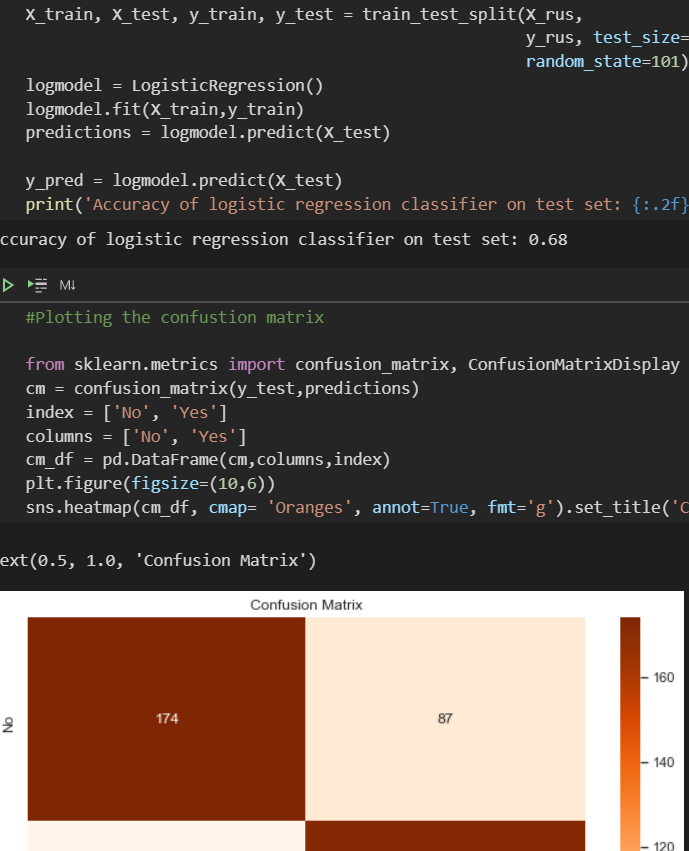 X_train, X_test, y_train, y_test = train_test_split(X_rus,
y_rus, test_size=
random_state=101)
logmodel = LogisticRegression()
logmodel.fit(X_train,y_train)
predictions = logmodel.predict(X_test)
y_pred = logmodel.predict(X_test)
print('Accuracy of logistic regression classifier on test set: {:.2f}
ccuracy of logistic regression classifier on test set: 0.68
M↓
#Plotting the confustion matrix
from sklearn.metrics import confusion_matrix, ConfusionMatrixDisplay
cm = confusion_matrix(y_test,predictions)
index = ['No', 'Yes']
columns = ['No', 'Yes']
cm_df = pd.DataFrame(cm,columns,index)
plt.figure(figsize=(10,6))
sns.heatmap(cm_df, cmap= 'Oranges', annot=True, fmt='g').set_title('C
ext(0.5, 1.0, 'Confusion Matrix')
Confusion Matrix
160
No
174
87
140
120